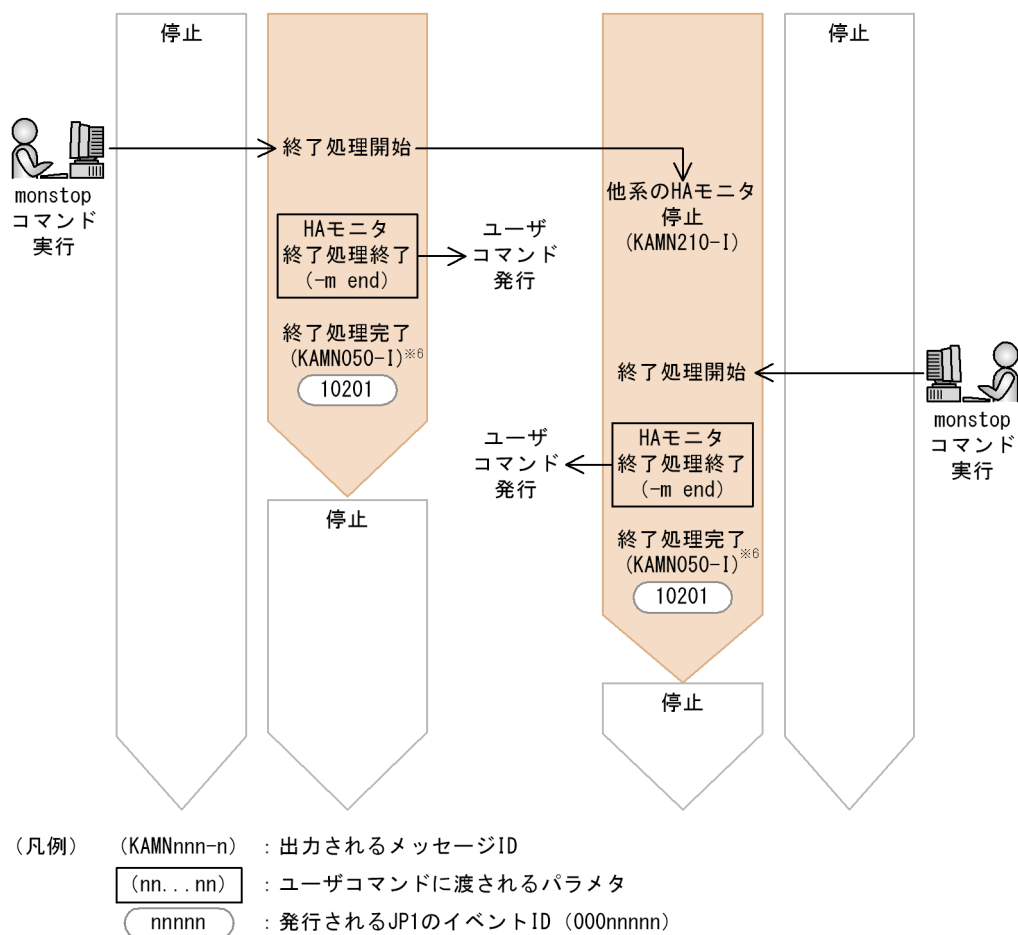 停止
停止
monstop
コマンド
実行
終了処理開始
他系のHAモニタ
停止
(KAMN210-I)
HAモニタ
終了処理終了
(-m end)
ユーザ
コマンド
発行
終了処理完了
(KAMN050-I)※6
10201
終了処理開始
monstop
コマンド
実行
ユーザ
コマンド
発行
HAモニタ
終了処理終了
(-m end)
停止
終了処理完了
(KAMN050-I)※6
10201
停止
(凡例) (KAMNnnn-n) :出力されるメッセージID
(nn...nn) :ユーザコマンドに渡されるパラメタ
nnnnn :発行されるJP1のイベントID(000nnnnn)